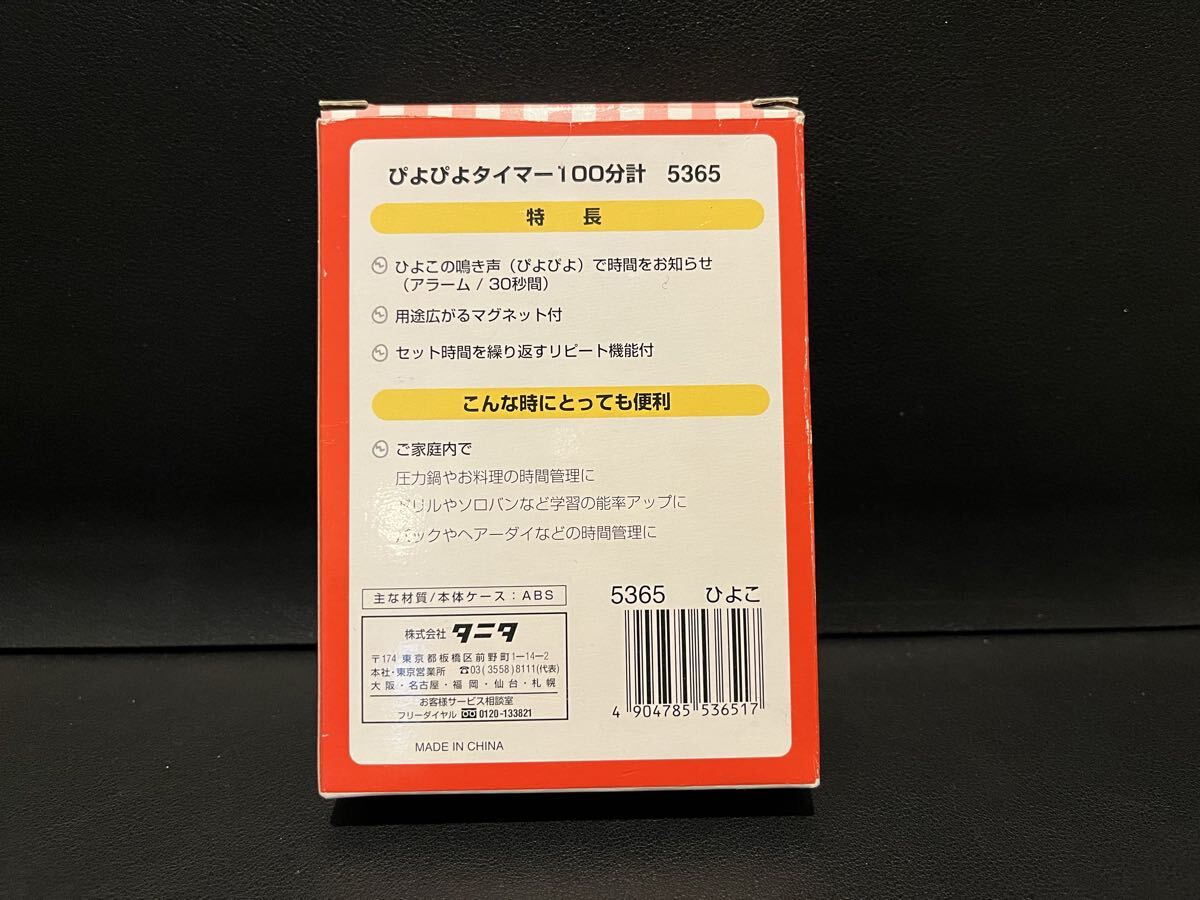 ぴよぴよタイマー100分計 5365
特 長
ひよこの鳴き声（ぴよぴよ）で時間をお知らせ
（アラーム / 30秒間）
用途広がるマグネット付
セット時間を繰り返すリピート機能付
こんな時にとっても便利
ご家庭内で
圧力鍋やお料理の時間管理に
ドリルやソロバンなど学習の能率アップに
パックやヘアーダイなどの時間管理に
主な材質/本体ケース：ABS
株式会社 タニタ
〒174 東京都板橋区前野町1ー14ー2
本社・東京営業所 ☎03(3558)8111(代表)
大阪・名古屋・福岡・仙台・札幌
お客様サービス相談室
フリーダイヤル 0120-133821
MADE IN CHINA
5365 ひよこ
4 904785 536517